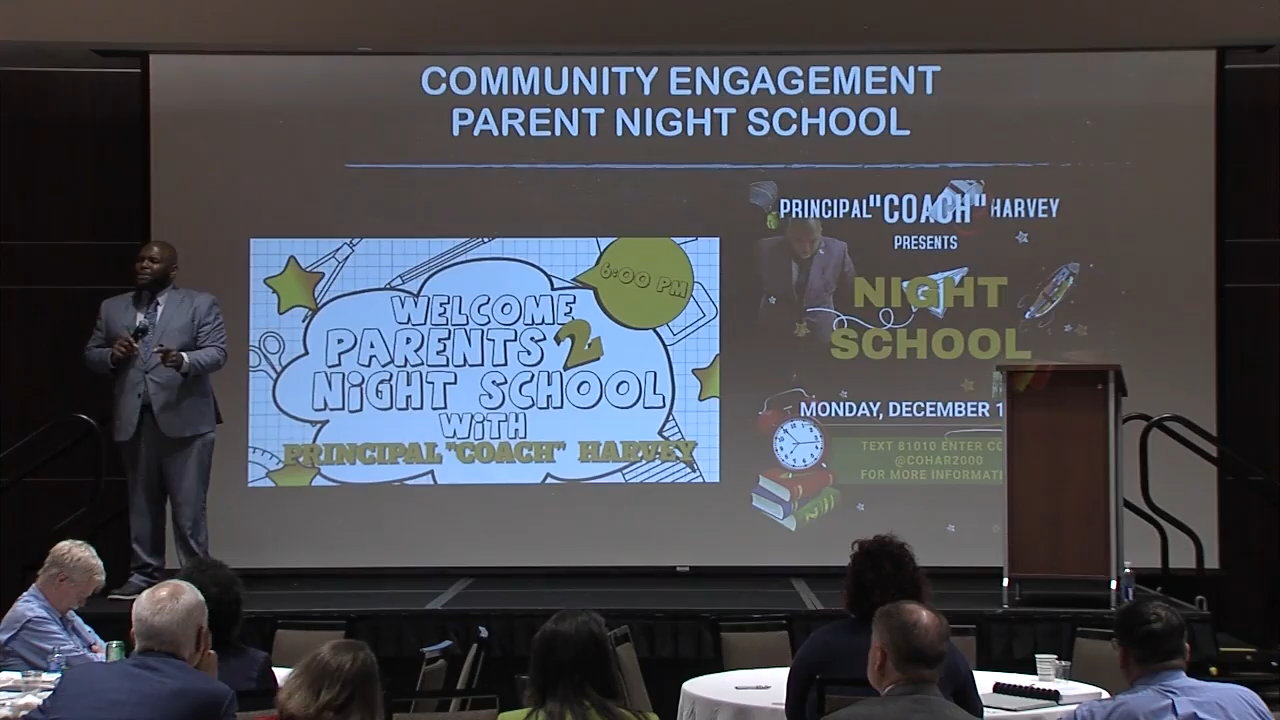 COMMUNITY ENGAGEMENT
PARENT NIGHT SCHOOL
6:00 PM
WELCOME
PARENTS 2
NiGHT SCHOOL
WiTH
PRINCIPAL "COACH" HARVEY
PRINCIPAL "COACH" HARVEY
PRESENTS
NIGHT
SCHOOL
MONDAY, DECEMBER
TEXT 81010 ENTER
@COHAR2000
FOR MORE